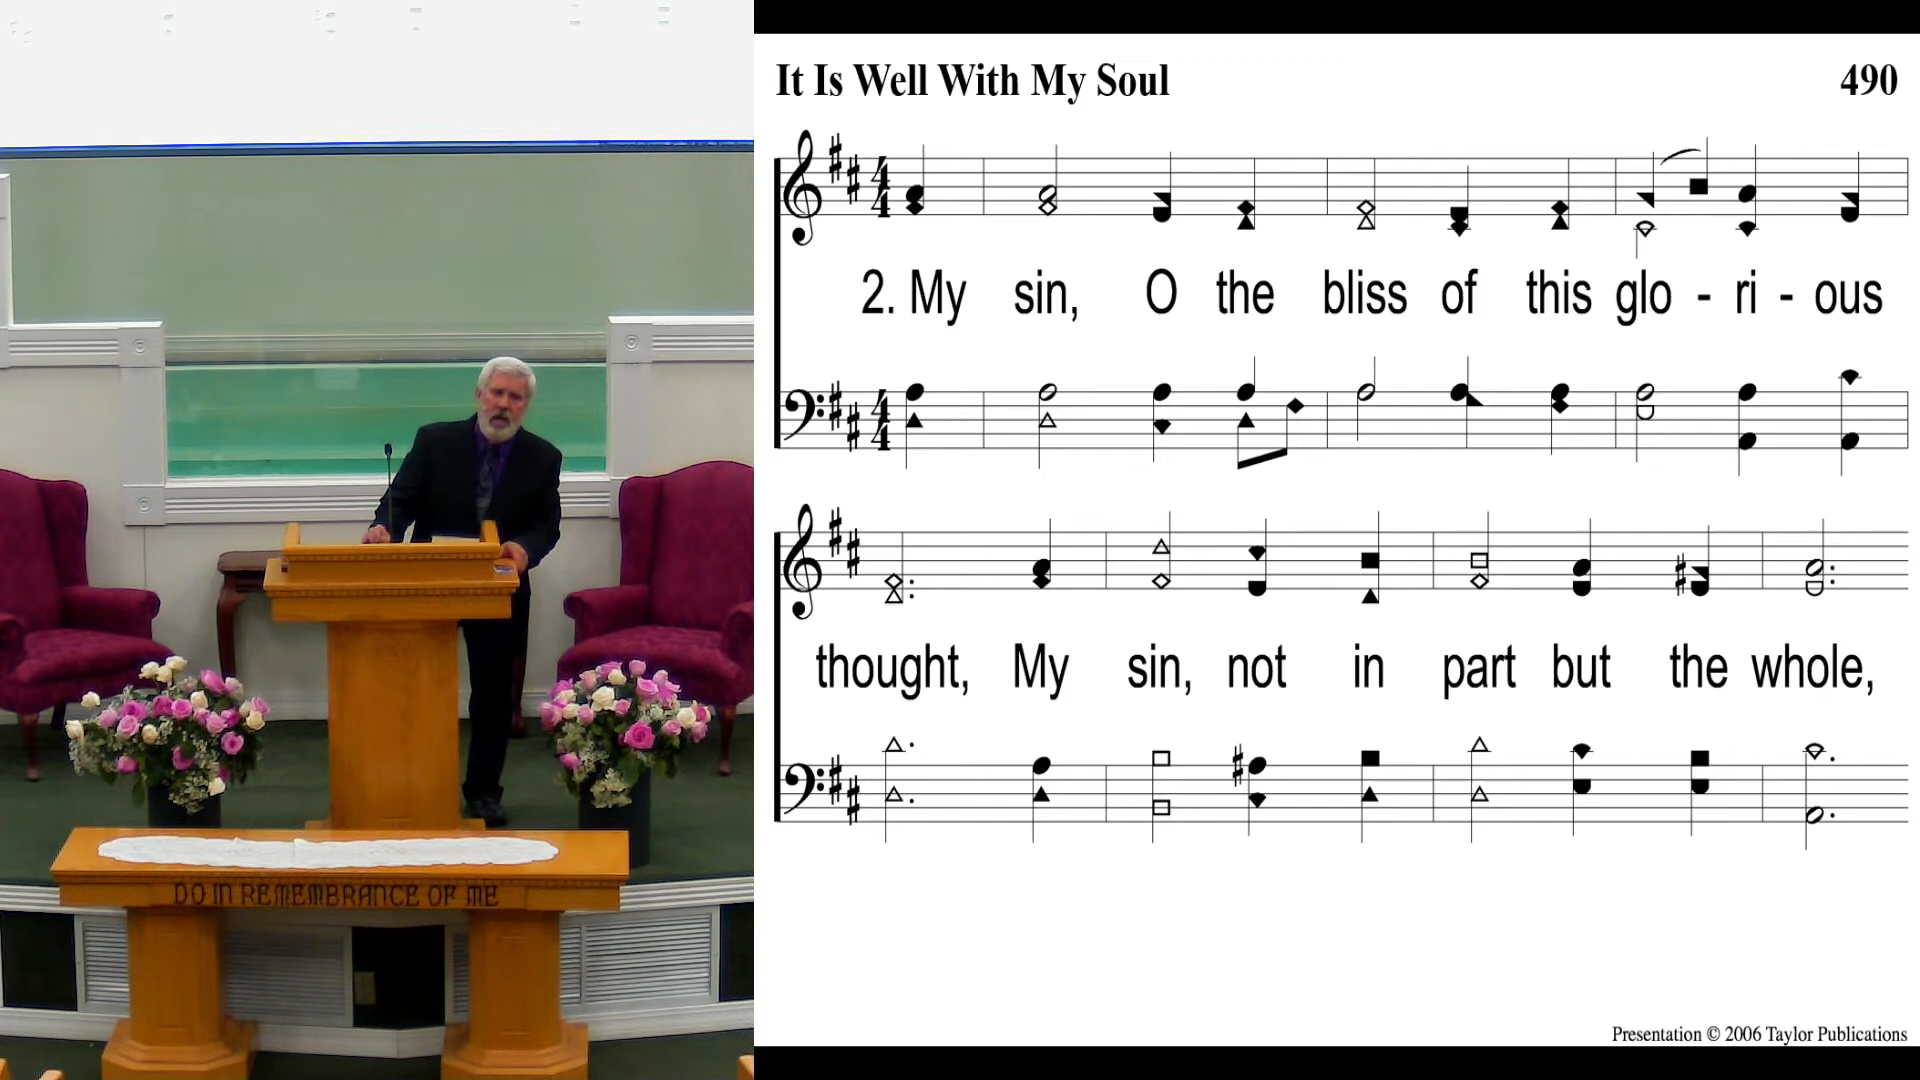 It Is Well With My Soul
490
2. My sin, O the bliss of this glo - ri - ous
thought, My sin, not in part but the whole,
Presentation © 2006 Taylor Publications
DO IN REMEMBRANCE OF ME